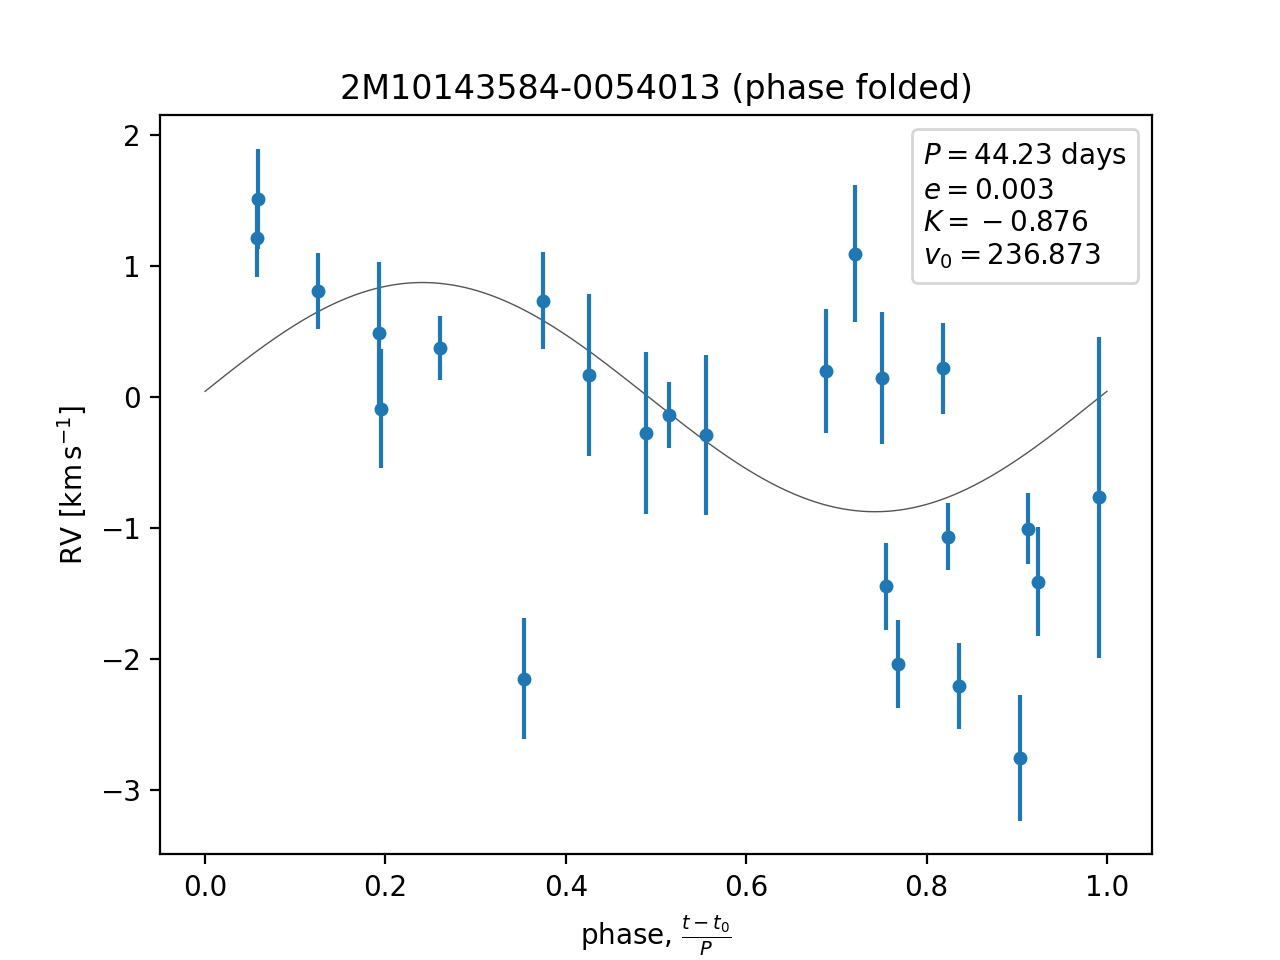 2M10143584-0054013 (phase folded)
P = 44.23 days
e = 0.003
K = −0.876
v₀ = 236.873
2
1
0
−1
−2
−3
RV [km s⁻¹]
0.0 0.2 0.4 0.6 0.8 1.0
phase, (t − t₀)/P